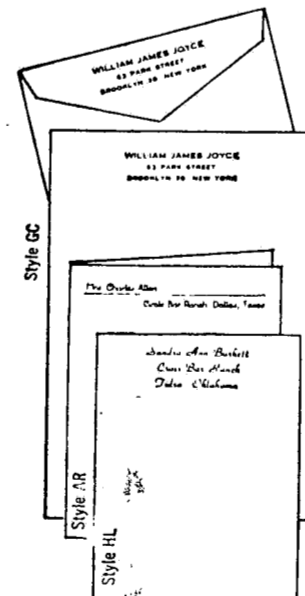 WILLIAM JAMES JOYCE
63 PARK STREET
BROOKLYN 36 NEW YORK
WILLIAM JAMES JOYCE
63 PARK STREET
BROOKLYN 36 NEW YORK
Style GC
Mrs Charles Allen
Circle Bar Ranch Dallas, Texas
Style AR
Sandra Ann Burkett
Cross Bar Ranch
Tulsa Oklahoma
Style HL